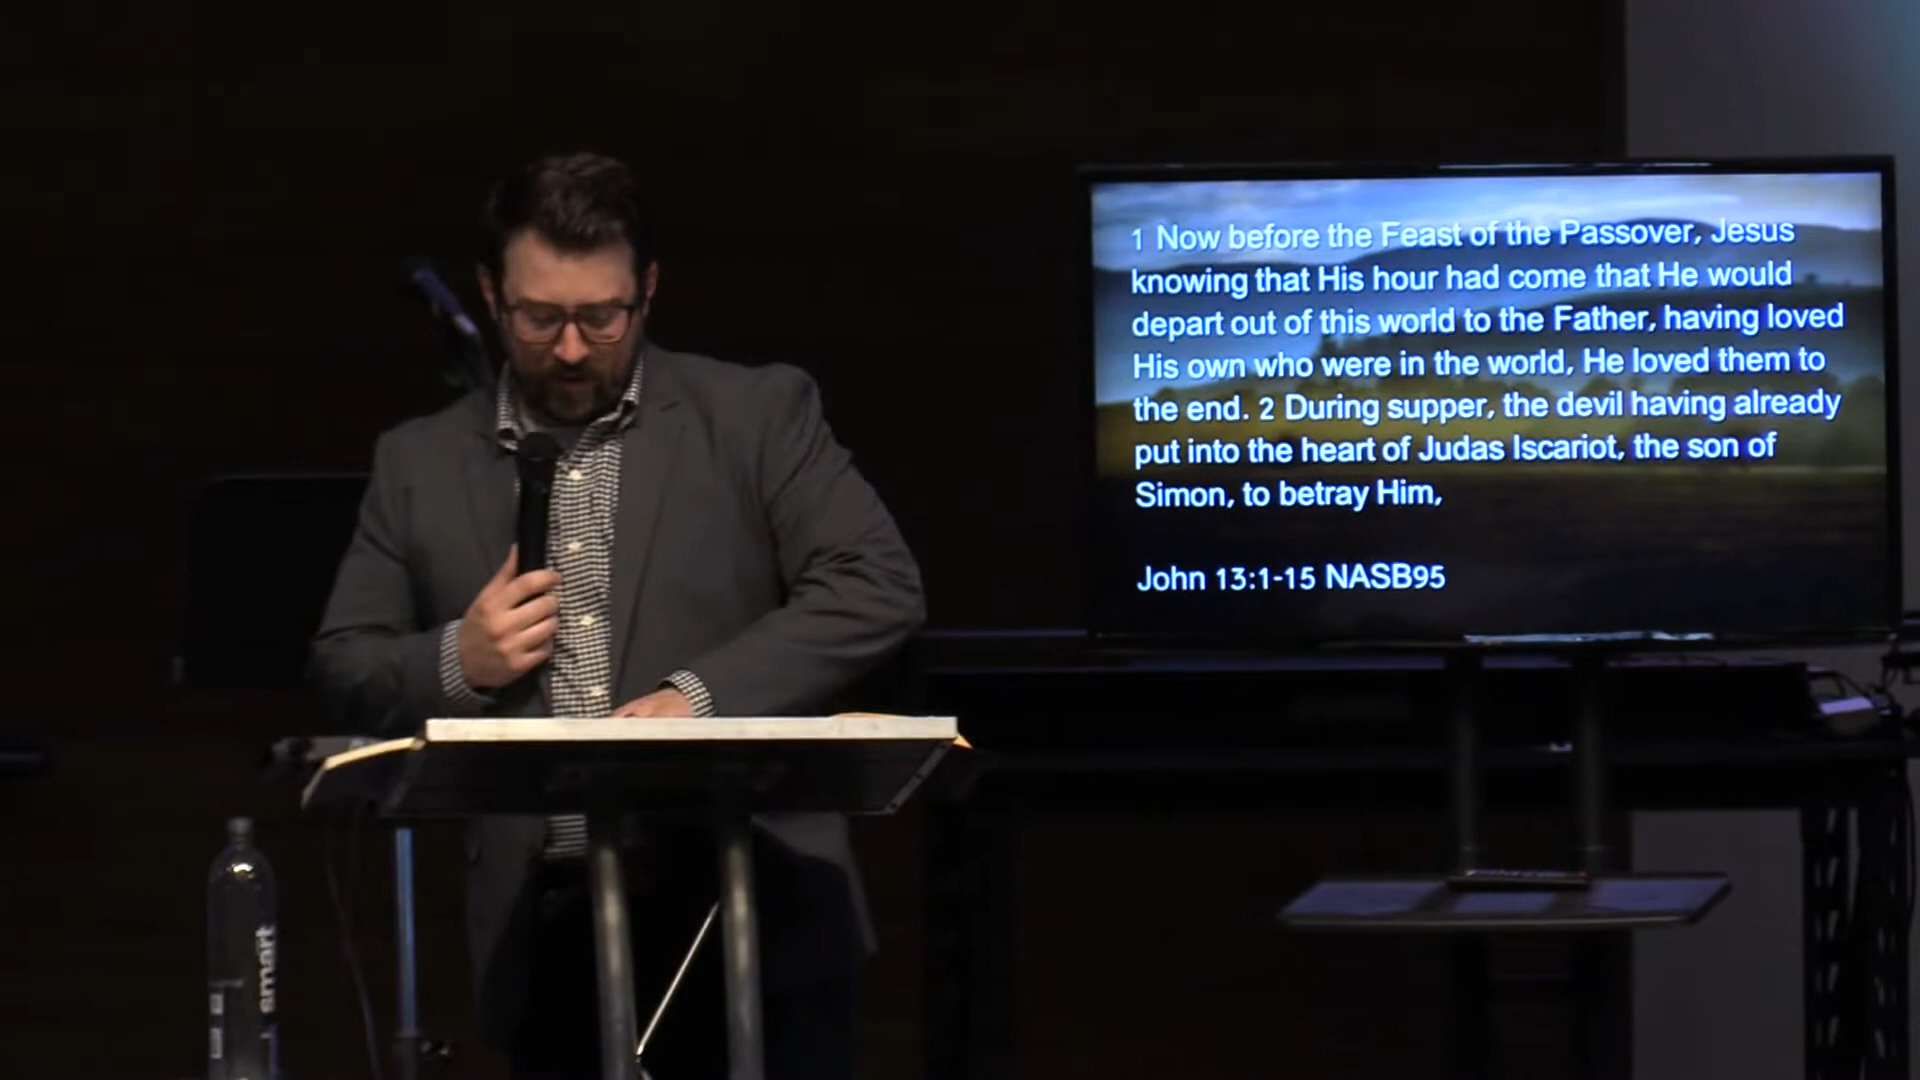 1 Now before the Feast of the Passover, Jesus
knowing that His hour had come that He would
depart out of this world to the Father, having loved
His own who were in the world, He loved them to
the end. 2 During supper, the devil having already
put into the heart of Judas Iscariot, the son of
Simon, to betray Him,
John 13:1-15 NASB95
smart